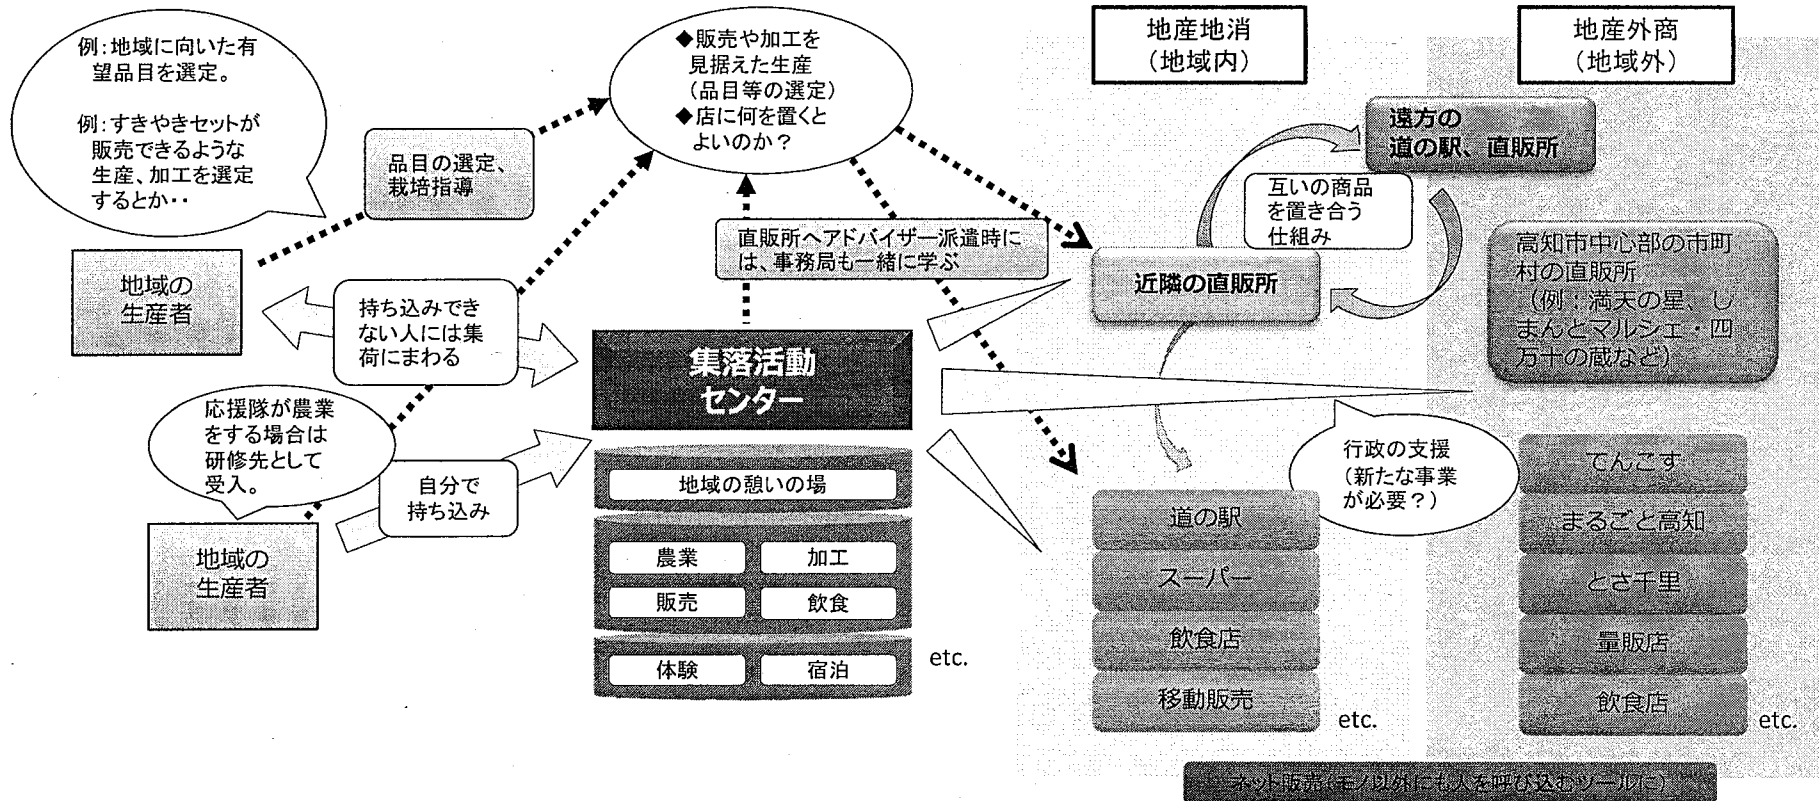 例：地域に向いた有
望品目を選定。
例：すきやきセットが
販売できるような
生産、加工を選定
するとか・・
品目の選定、
栽培指導
◆販売や加工を
見据えた生産
（品目等の選定）
◆店に何を置くと
よいのか？
地産地消
（地域内）
地産外商
（地域外）
遠方の
道の駅、直販所
互いの商品
を置き合う
仕組み
直販所へアドバイザー派遣時に
は、事務局も一緒に学ぶ
近隣の直販所
高知市中心部の市町
村の直販所
（例：満天の星、し
まんとマルシェ・四
万十の蔵など）
地域の
生産者
持ち込みでき
ない人には集
荷にまわる
集落活動
センター
応援隊が農業
をする場合は
研修先として
受入。
自分で
持ち込み
地域の
生産者
地域の憩いの場
農業
加工
販売
飲食
体験
宿泊
etc.
行政の支援
（新たな事業
が必要？）
道の駅
スーパー
飲食店
移動販売
etc.
てんこす
まるごと高知
とさ千里
量販店
飲食店
etc.
ネット販売（モノ以外にも人を呼び込むツールに）